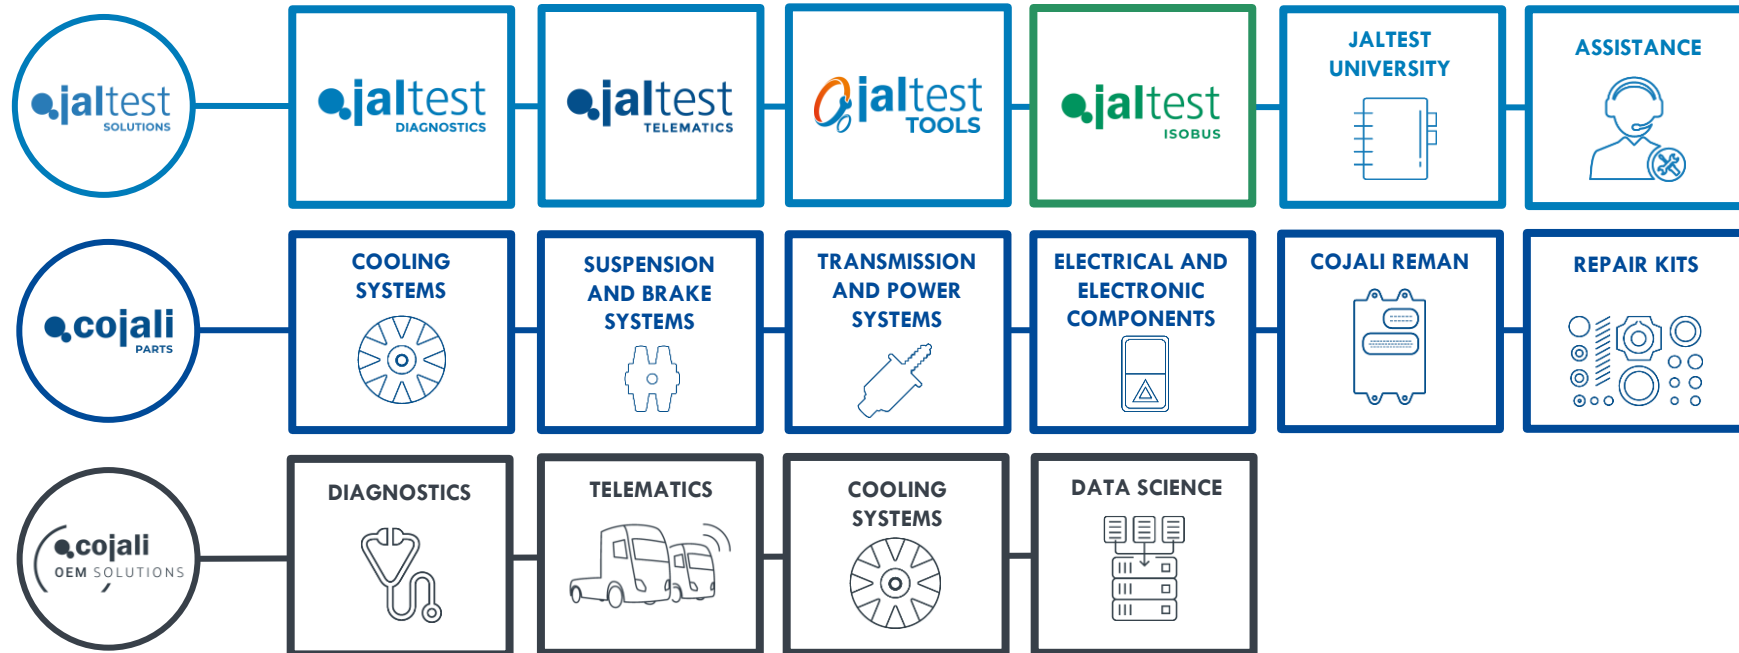 jaltest
SOLUTIONS
jaltest
DIAGNOSTICS
jaltest
TELEMATICS
jaltest
TOOLS
jaltest
ISOBUS
JALTEST
UNIVERSITY
ASSISTANCE
cojali
PARTS
COOLING
SYSTEMS
SUSPENSION
AND BRAKE
SYSTEMS
TRANSMISSION
AND POWER
SYSTEMS
ELECTRICAL AND
ELECTRONIC
COMPONENTS
COJALI REMAN
REPAIR KITS
cojali
OEM SOLUTIONS
DIAGNOSTICS
TELEMATICS
COOLING
SYSTEMS
DATA SCIENCE